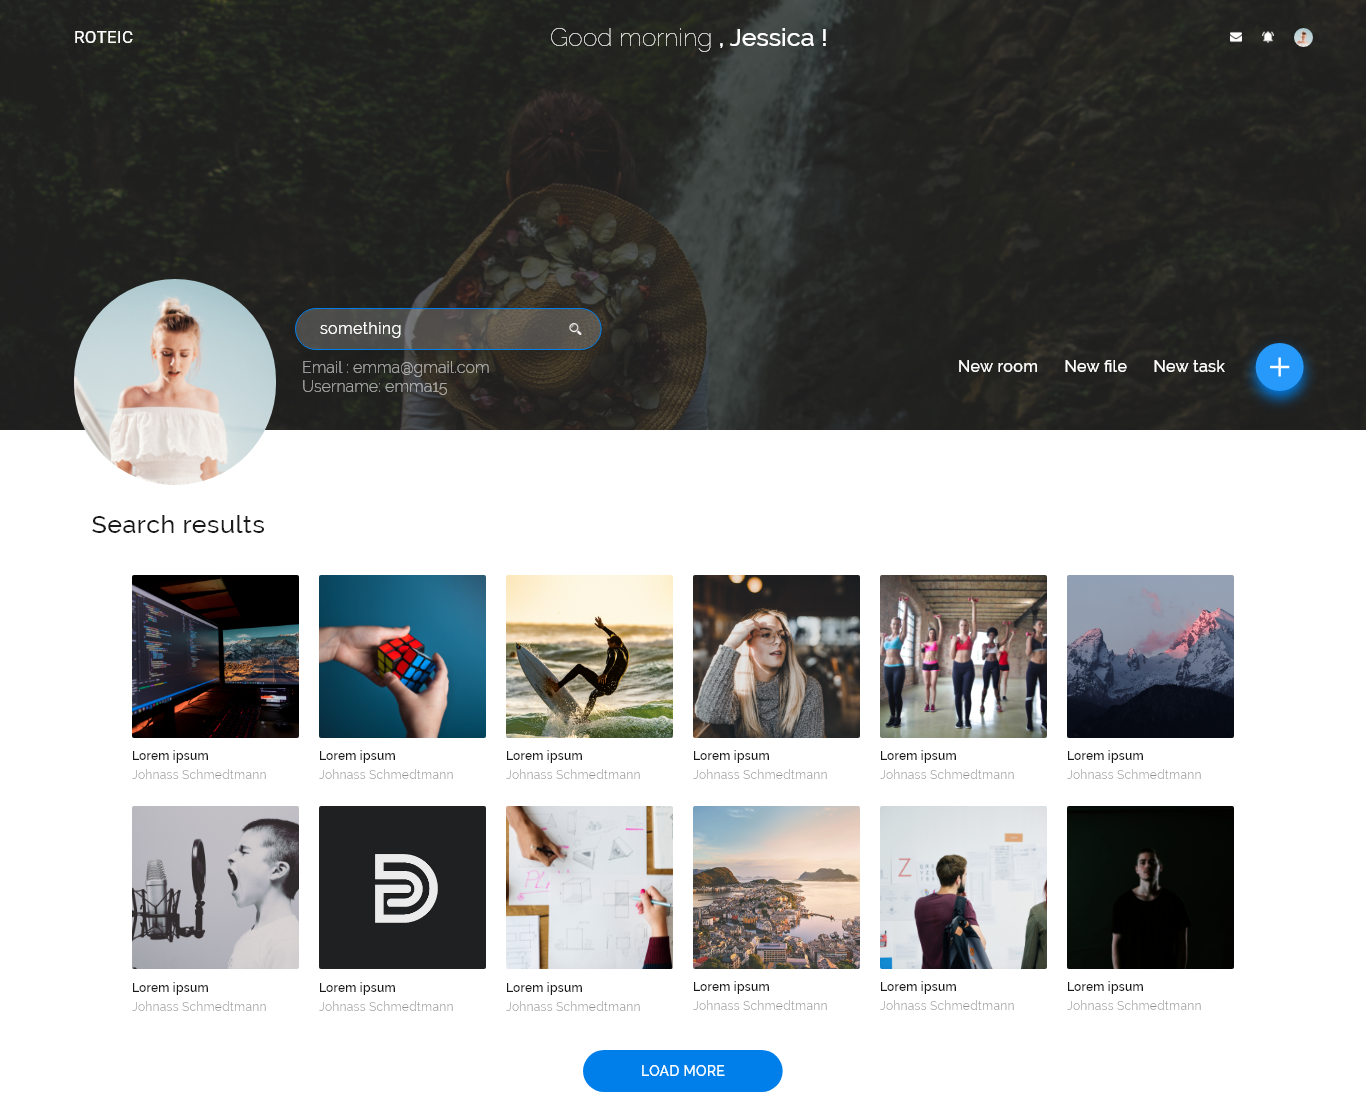 ROTEIC
Good morning , Jessica !
something
Email : emma@gmail.com
Username: emma15
New room New file New task
Search results
Lorem ipsum
Johnass Schmedtmann
Lorem ipsum
Johnass Schmedtmann
Lorem ipsum
Johnass Schmedtmann
Lorem ipsum
Johnass Schmedtmann
Lorem ipsum
Johnass Schmedtmann
Lorem ipsum
Johnass Schmedtmann
Lorem ipsum
Johnass Schmedtmann
Lorem ipsum
Johnass Schmedtmann
Lorem ipsum
Johnass Schmedtmann
Lorem ipsum
Johnass Schmedtmann
Lorem ipsum
Johnass Schmedtmann
Lorem ipsum
Johnass Schmedtmann
LOAD MORE